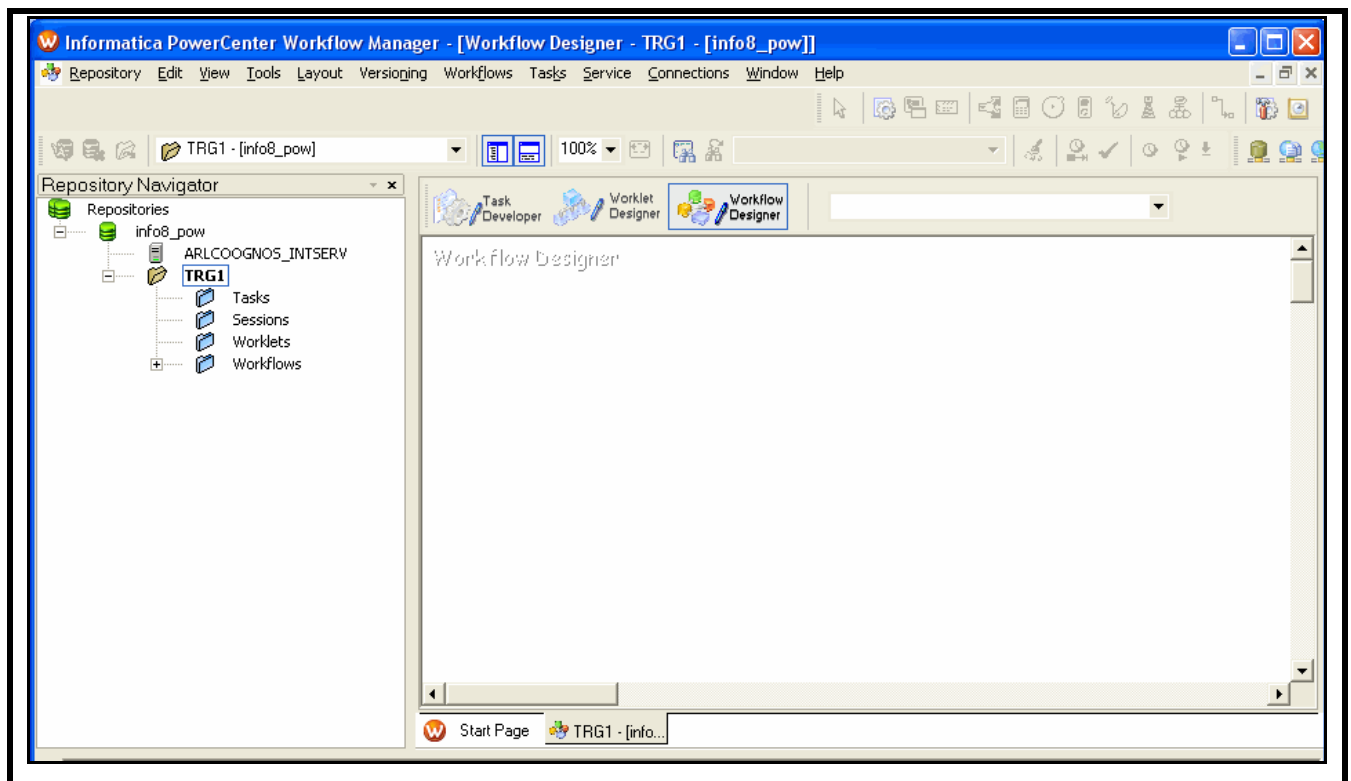 Informatica PowerCenter Workflow Manager - [Workflow Designer - TRG1 - [info8_pow]]
Repository Edit View Tools Layout Versioning Workflows Tasks Service Connections Window Help
TRG1 - [info8_pow] 100%
Repository Navigator
Repositories
info8_pow
ARLCOOGNOS_INTSERV
TRG1
Tasks
Sessions
Worklets
Workflows
Task Developer
Worklet Designer
Workflow Designer
Workflow Designer
Start Page
TRG1 - [info...